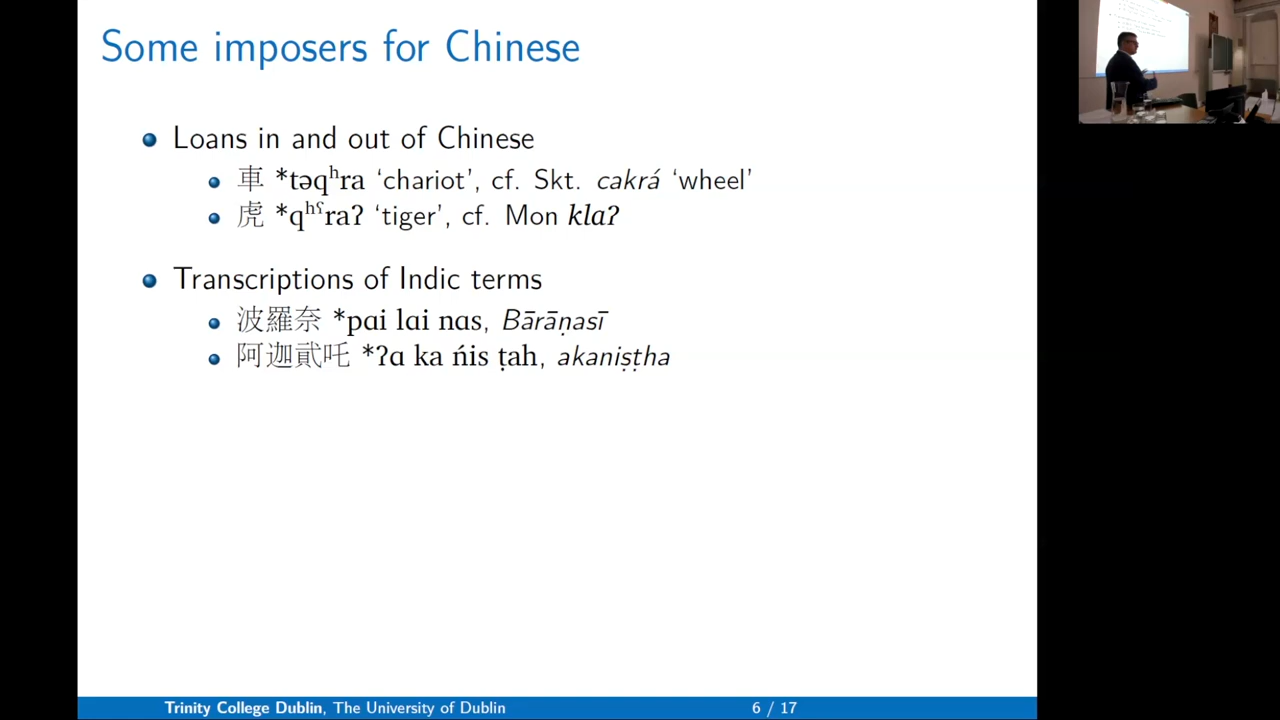 Some imposers for Chinese
Loans in and out of Chinese
車 *təqʰra ‘chariot’, cf. Skt. cakrá ‘wheel’
虎 *qʰˤraʔ ‘tiger’, cf. Mon klaʔ
Transcriptions of Indic terms
波羅奈 *pɑi lɑi nɑs, Bārāṇasī
阿迦貳吒 *ʔɑ ka ńis ṭah, akaniṣṭha
Trinity College Dublin, The University of Dublin 6 / 17